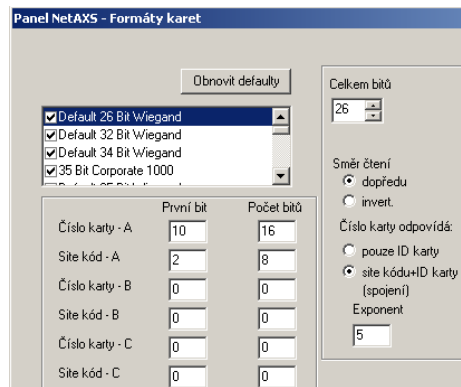 Panel NetAXS - Formáty karet
Obnovit defaulty
Default 26 Bit Wiegand
Default 32 Bit Wiegand
Default 34 Bit Wiegand
35 Bit Corporate 1000
První bit Počet bitů
Číslo karty - A 10 16
Site kód - A 2 8
Číslo karty - B 0 0
Site kód - B 0 0
Číslo karty - C 0 0
Site kód - C 0 0
Celkem bitů
26
Směr čtení
dopředu
invert.
Číslo karty odpovídá:
pouze ID karty
site kódu+ID karty
(spojení)
Exponent
5